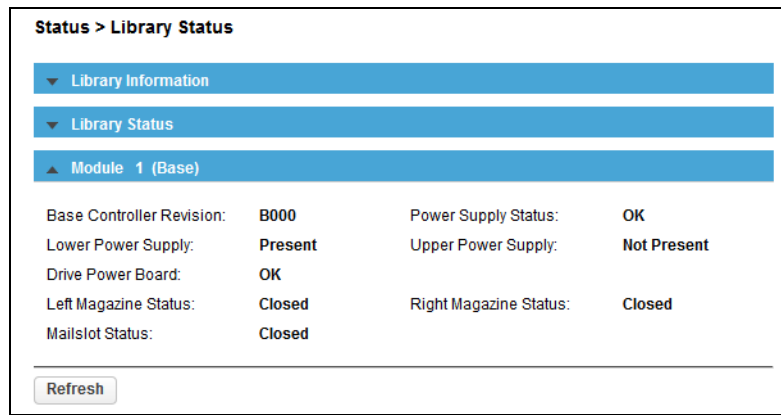 Status > Library Status
Library Information
Library Status
Module 1 (Base)
Base Controller Revision: B000 Power Supply Status: OK
Lower Power Supply: Present Upper Power Supply: Not Present
Drive Power Board: OK
Left Magazine Status: Closed Right Magazine Status: Closed
Mailslot Status: Closed
Refresh